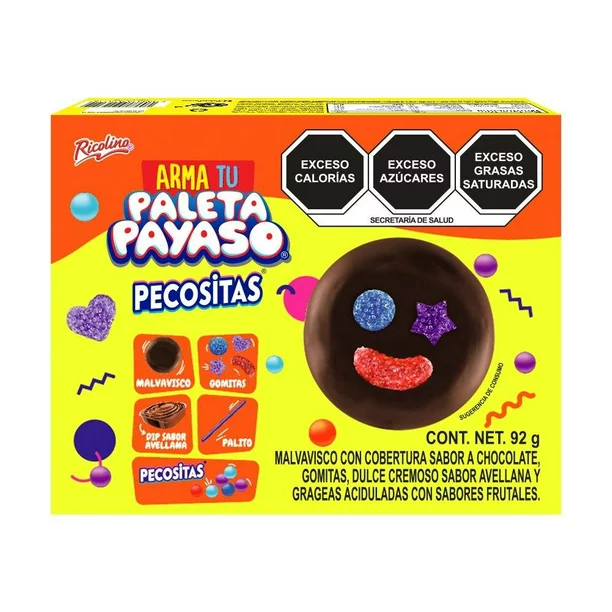 Ricolino
EXCESO
CALORÍAS
EXCESO
AZÚCARES
EXCESO
GRASAS
SATURADAS
SECRETARÍA DE SALUD
ARMA TU
PALETA
PAYASO®
PECOSITAS®
MALVAVISCO
GOMITAS
DIP SABOR
AVELLANA
PALITO
PECOSITAS
SUGERENCIA DE CONSUMO
CONT. NET. 92 g
MALVAVISCO CON COBERTURA SABOR A CHOCOLATE,
GOMITAS, DULCE CREMOSO SABOR AVELLANA Y
GRAGEAS ACIDULADAS CON SABORES FRUTALES.